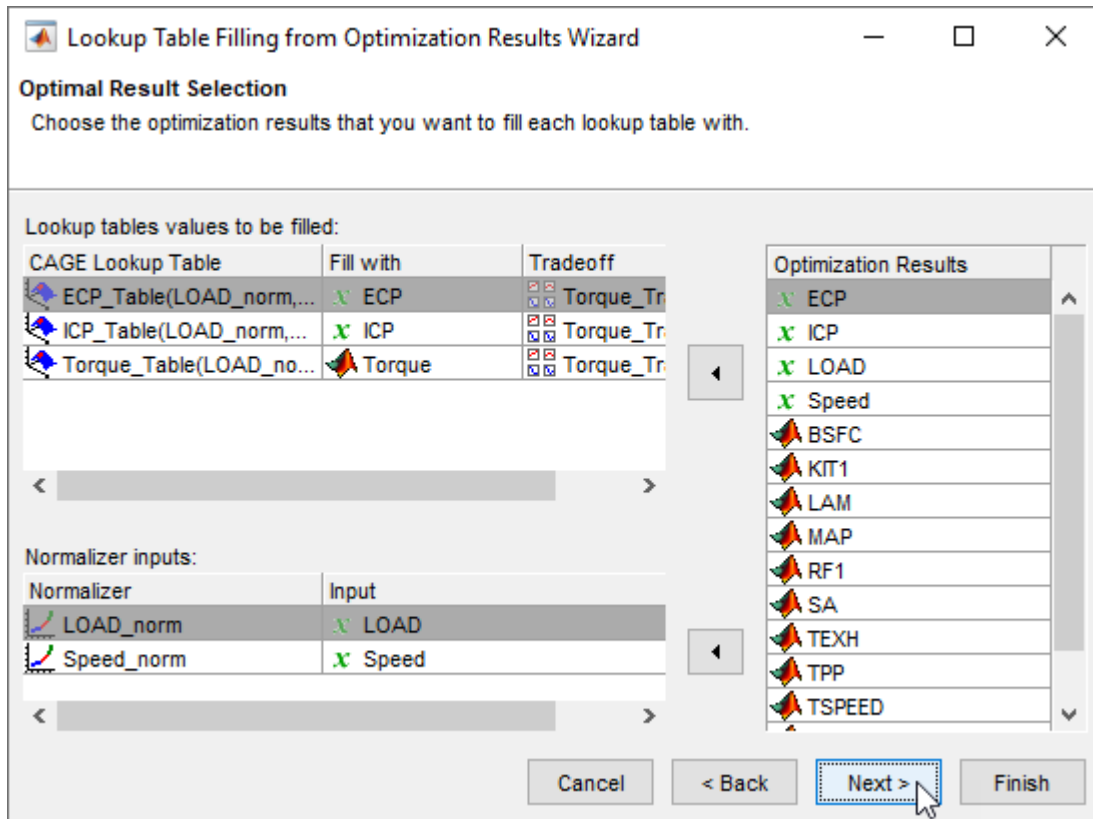 Lookup Table Filling from Optimization Results Wizard
Optimal Result Selection
Choose the optimization results that you want to fill each lookup table with.
Lookup tables values to be filled:
CAGE Lookup Table Fill with Tradeoff
ECP_Table(LOAD_norm,... x ECP Torque_Tr
ICP_Table(LOAD_norm,... x ICP Torque_Tr
Torque_Table(LOAD_no... Torque Torque_Tr
Normalizer inputs:
Normalizer Input
LOAD_norm x LOAD
Speed_norm x Speed
Optimization Results
x ECP
x ICP
x LOAD
x Speed
BSFC
KIT1
LAM
MAP
RF1
SA
TEXH
TPP
TSPEED
Cancel < Back Next > Finish